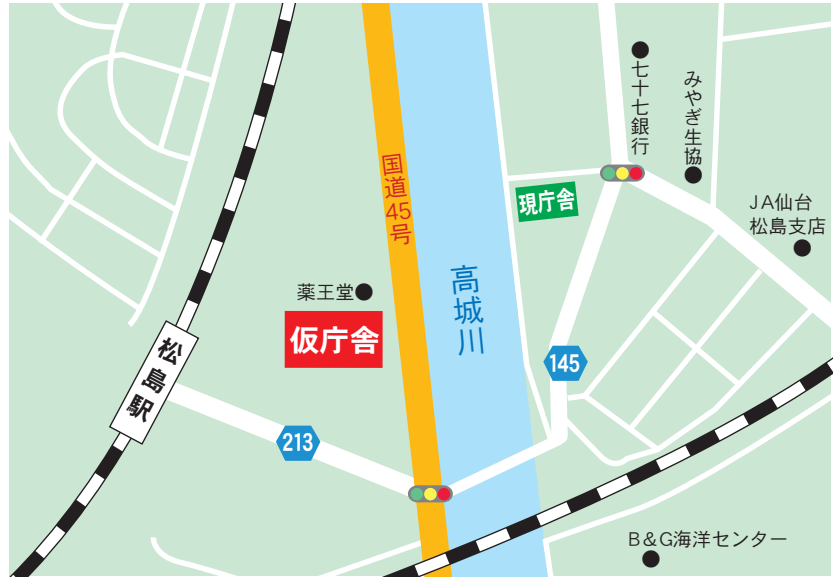 七十七銀行
みやぎ生協
国道45号
現庁舎
JA仙台
松島支店
高城川
薬王堂
仮庁舎
松島駅
145
213
B&G海洋センター